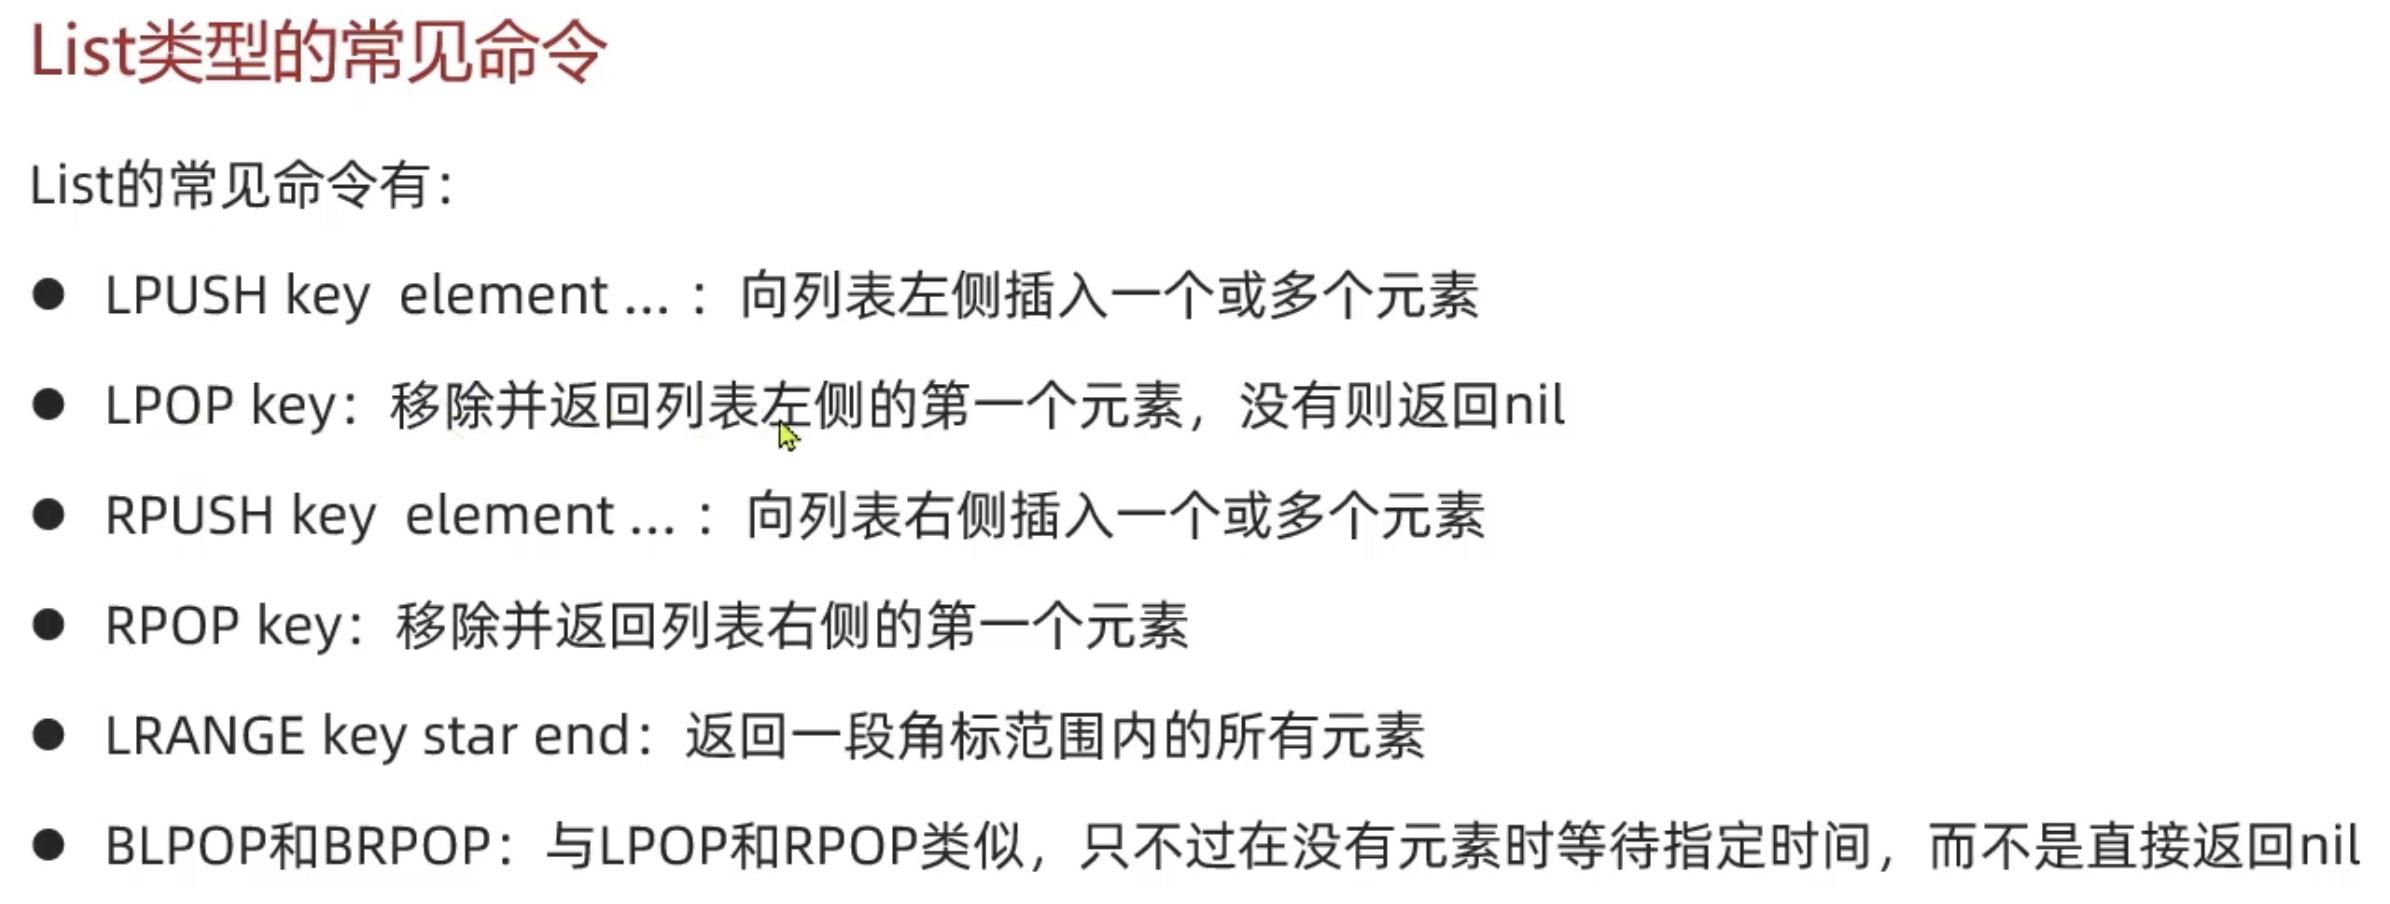 List类型的常见命令
List的常见命令有：
● LPUSH key  element ... ： 向列表左侧插入一个或多个元素
● LPOP key：移除并返回列表左侧的第一个元素，没有则返回nil
● RPUSH key  element ... ： 向列表右侧插入一个或多个元素
● RPOP key：移除并返回列表右侧的第一个元素
● LRANGE key star end：返回一段角标范围内的所有元素
● BLPOP和BRPOP：与LPOP和RPOP类似，只不过在没有元素时等待指定时间，而不是直接返回nil